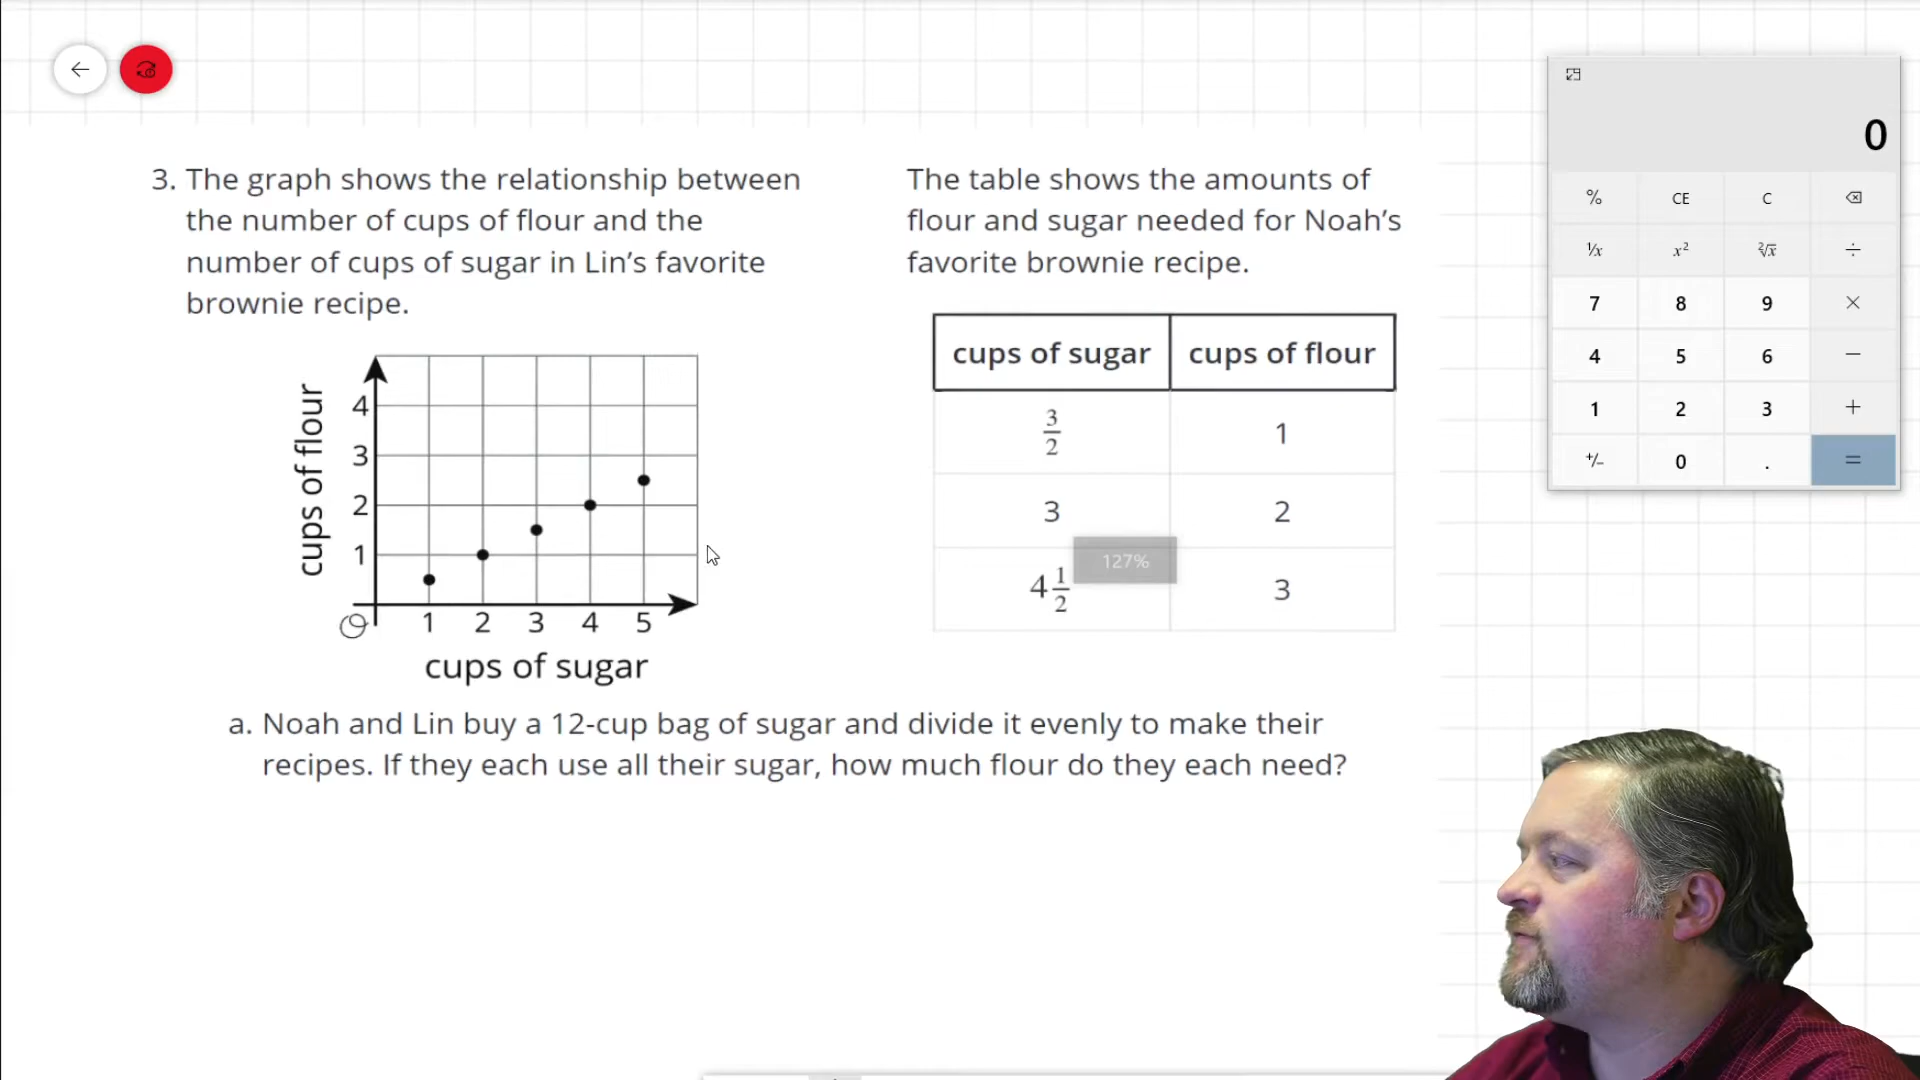 3. The graph shows the relationship between
the number of cups of flour and the
number of cups of sugar in Lin's favorite
brownie recipe.
cups of flour
4
3
2
1
O
1 2 3 4 5
cups of sugar
The table shows the amounts of
flour and sugar needed for Noah's
favorite brownie recipe.
cups of sugar cups of flour
3/2 1
3 2
127%
4 1/2 3
a. Noah and Lin buy a 12-cup bag of sugar and divide it evenly to make their
recipes. If they each use all their sugar, how much flour do they each need?
0
% CE C ⌫
1/x x² ²√x ÷
7 8 9 ×
4 5 6 −
1 2 3 +
+/− 0 . =